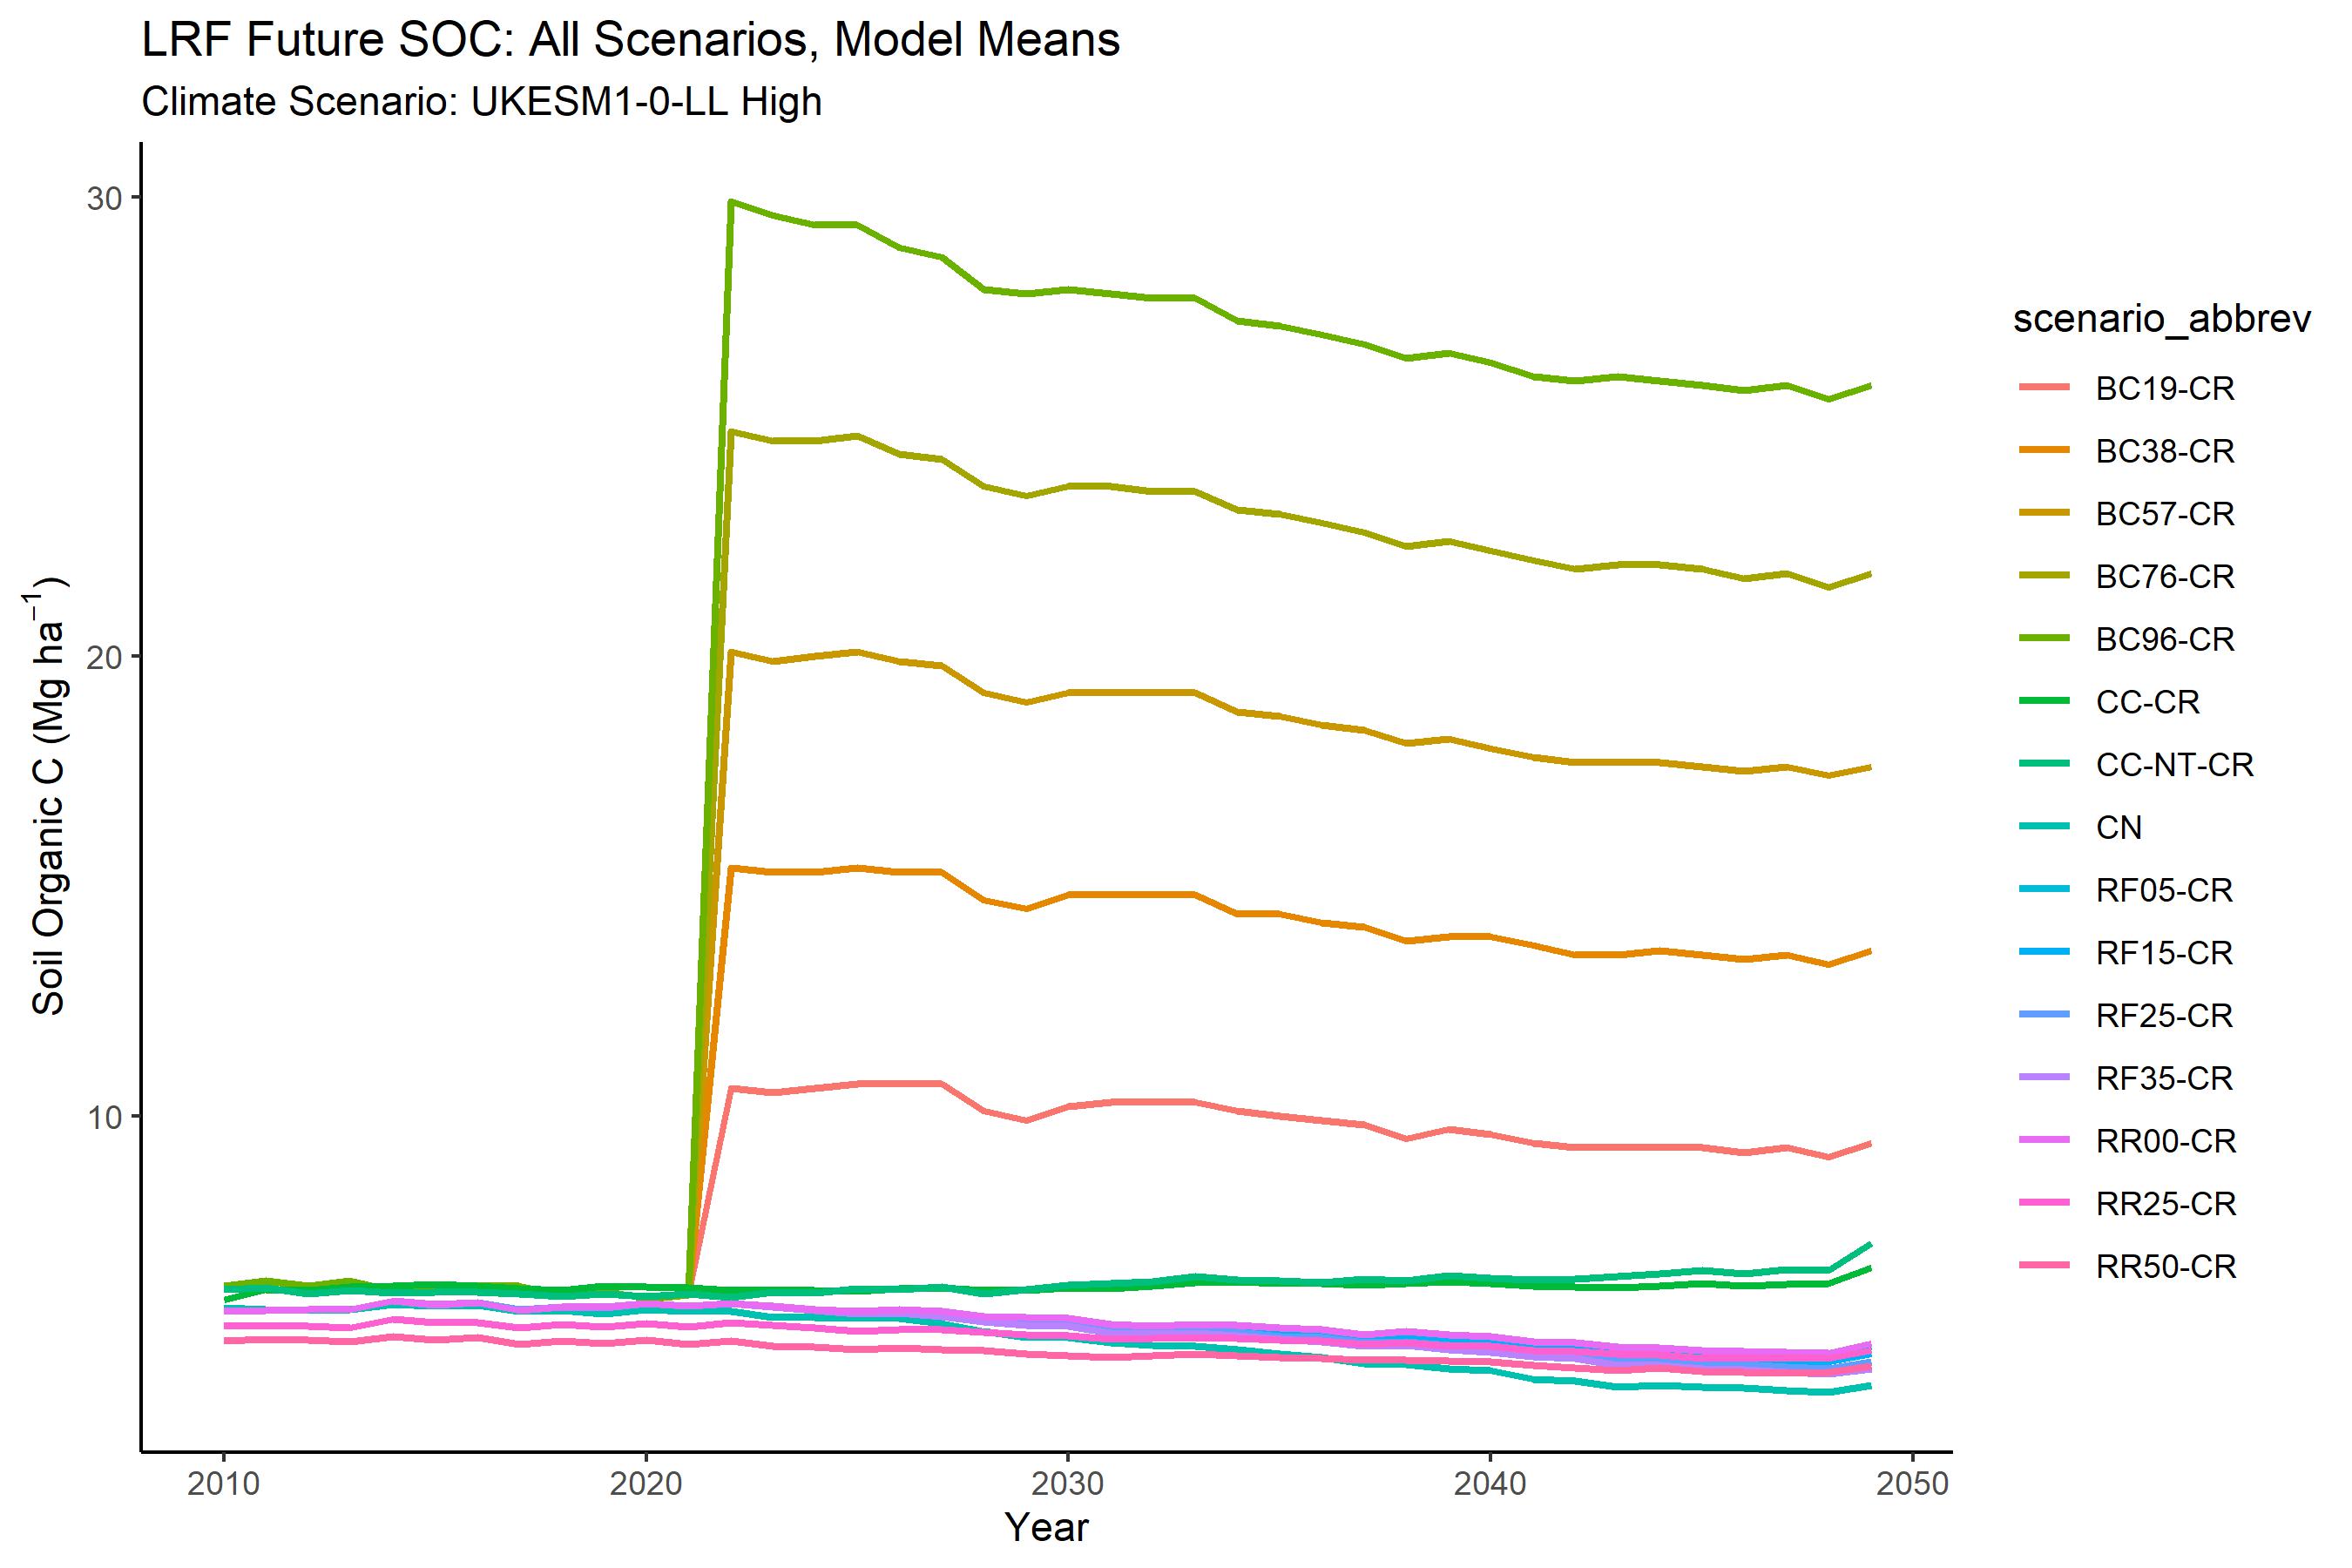 LRF Future SOC: All Scenarios, Model Means
Climate Scenario: UKESM1-0-LL High
Soil Organic C (Mg ha⁻¹)
30
20
10
2010
2020
2030
2040
2050
Year
scenario_abbrev
BC19-CR
BC38-CR
BC57-CR
BC76-CR
BC96-CR
CC-CR
CC-NT-CR
CN
RF05-CR
RF15-CR
RF25-CR
RF35-CR
RR00-CR
RR25-CR
RR50-CR